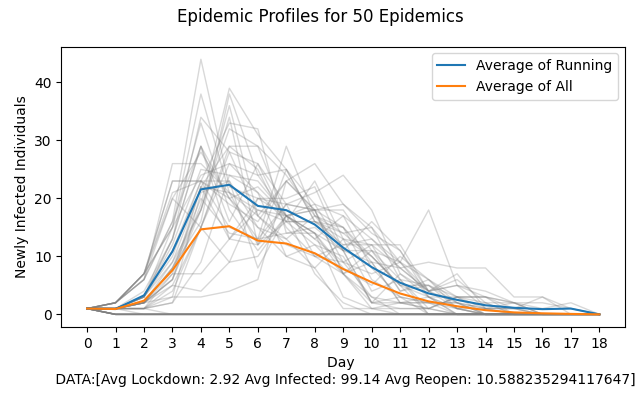 Epidemic Profiles for 50 Epidemics
Average of Running
Average of All
Newly Infected Individuals
40
30
20
10
0
0 1 2 3 4 5 6 7 8 9 10 11 12 13 14 15 16 17 18
Day
DATA:[Avg Lockdown: 2.92 Avg Infected: 99.14 Avg Reopen: 10.588235294117647]